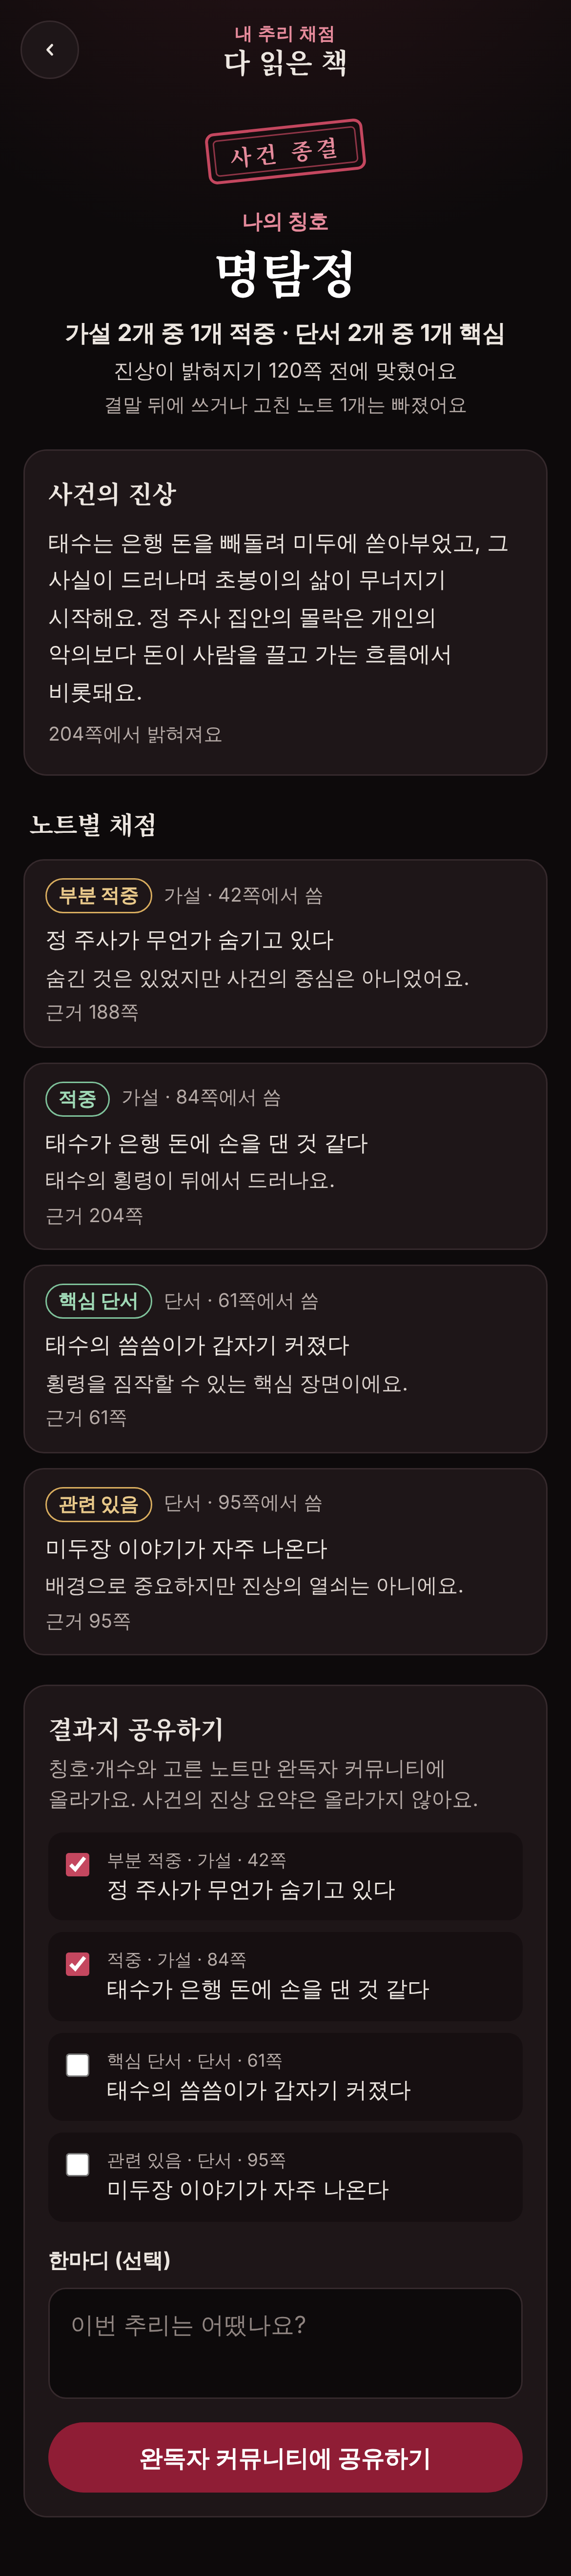 내 추리 채점
다 읽은 책
사건 종결
나의 칭호
명탐정
가설 2개 중 1개 적중 · 단서 2개 중 1개 핵심
진상이 밝혀지기 120쪽 전에 맞혔어요
결말 뒤에 쓰거나 고친 노트 1개는 빠졌어요
사건의 진상
태수는 은행 돈을 빼돌려 미두에 쏟아부었고, 그
사실이 드러나며 초봉이의 삶이 무너지기
시작해요. 정 주사 집안의 몰락은 개인의
악의보다 돈이 사람을 끌고 가는 흐름에서
비롯돼요.
204쪽에서 밝혀져요
노트별 채점
부분 적중 가설 · 42쪽에서 씀
정 주사가 무언가 숨기고 있다
숨긴 것은 있었지만 사건의 중심은 아니었어요.
근거 188쪽
적중 가설 · 84쪽에서 씀
태수가 은행 돈에 손을 댄 것 같다
태수의 횡령이 뒤에서 드러나요.
근거 204쪽
핵심 단서 단서 · 61쪽에서 씀
태수의 씀씀이가 갑자기 커졌다
횡령을 짐작할 수 있는 핵심 장면이에요.
근거 61쪽
관련 있음 단서 · 95쪽에서 씀
미두장 이야기가 자주 나온다
배경으로 중요하지만 진상의 열쇠는 아니에요.
근거 95쪽
결과지 공유하기
칭호·개수와 고른 노트만 완독자 커뮤니티에
올라가요. 사건의 진상 요약은 올라가지 않아요.
부분 적중 · 가설 · 42쪽
정 주사가 무언가 숨기고 있다
적중 · 가설 · 84쪽
태수가 은행 돈에 손을 댄 것 같다
핵심 단서 · 단서 · 61쪽
태수의 씀씀이가 갑자기 커졌다
관련 있음 · 단서 · 95쪽
미두장 이야기가 자주 나온다
한마디 (선택)
이번 추리는 어땠나요?
완독자 커뮤니티에 공유하기